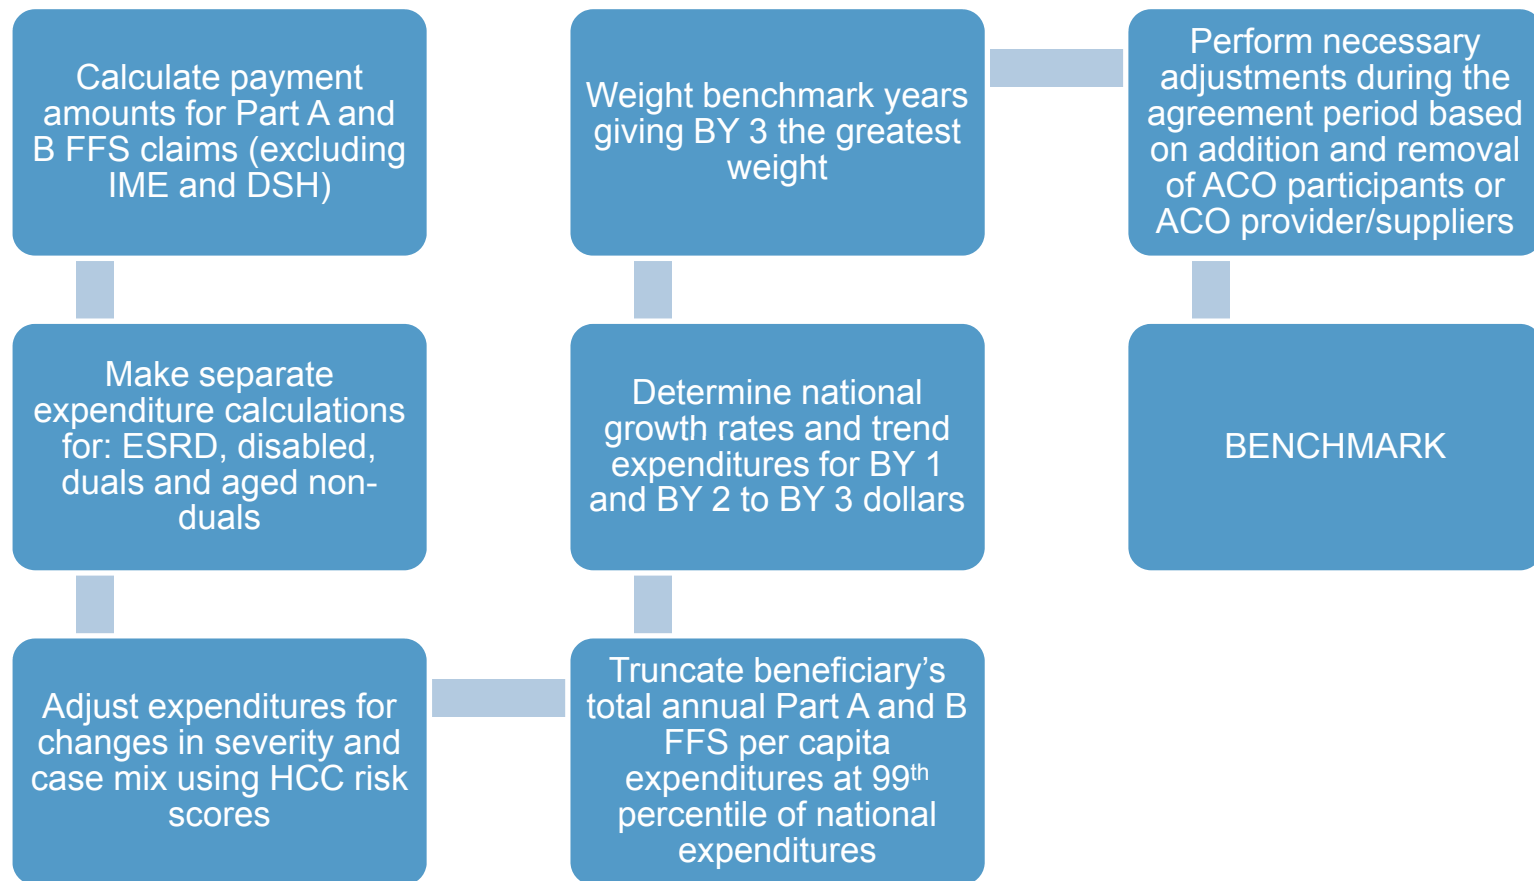 Calculate payment
amounts for Part A and
B FFS claims (excluding
IME and DSH)
Make separate
expenditure calculations
for: ESRD, disabled,
duals and aged non-
duals
Adjust expenditures for
changes in severity and
case mix using HCC risk
scores
Truncate beneficiary’s
total annual Part A and B
FFS per capita
expenditures at 99th
percentile of national
expenditures
Determine national
growth rates and trend
expenditures for BY 1
and BY 2 to BY 3 dollars
Weight benchmark years
giving BY 3 the greatest
weight
Perform necessary
adjustments during the
agreement period based
on addition and removal
of ACO participants or
ACO provider/suppliers
BENCHMARK